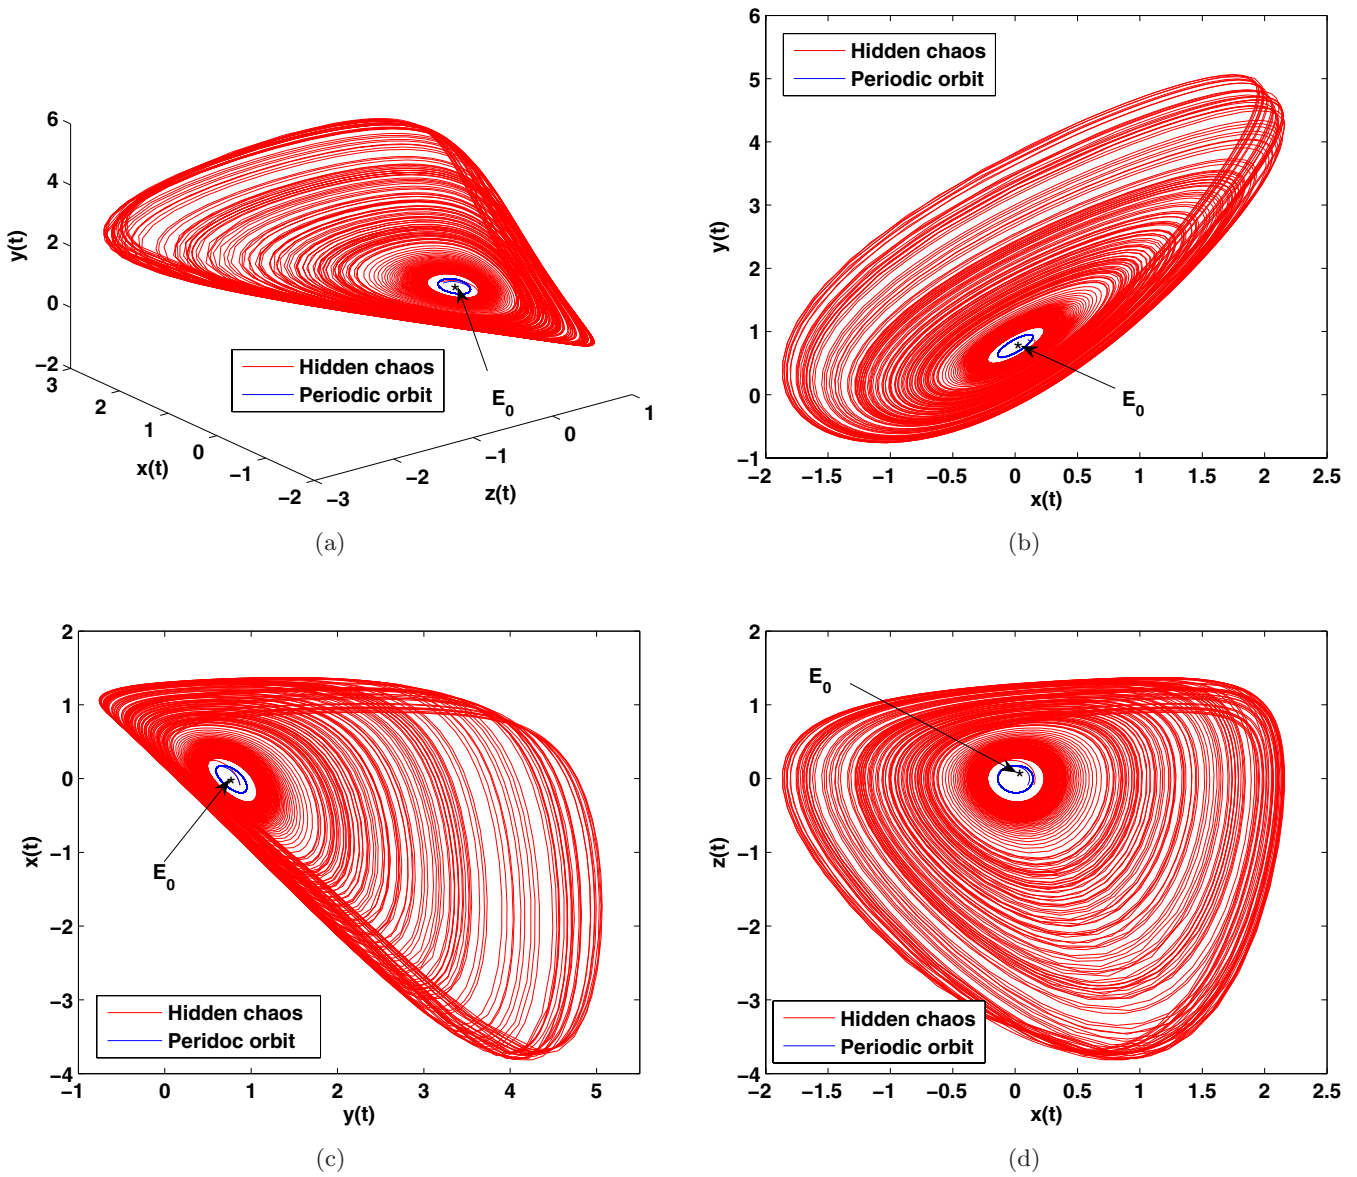 6
4
2
0
−2
y(t)
3
2
1
0
−1
−2
x(t)
−3
−2
−1
0
1
z(t)
Hidden chaos
Periodic orbit
E0
(a)
6
5
4
3
2
1
0
−1
y(t)
−2
−1.5
−1
−0.5
0
0.5
1
1.5
2
2.5
x(t)
Hidden chaos
Periodic orbit
E0
(b)
2
1
0
−1
−2
−3
−4
x(t)
−1
0
1
2
3
4
5
y(t)
E0
Hidden chaos
Peridoc orbit
(c)
2
1
0
−1
−2
−3
−4
z(t)
−2
−1.5
−1
−0.5
0
0.5
1
1.5
2
2.5
x(t)
E0
Hidden chaos
Periodic orbit
(d)